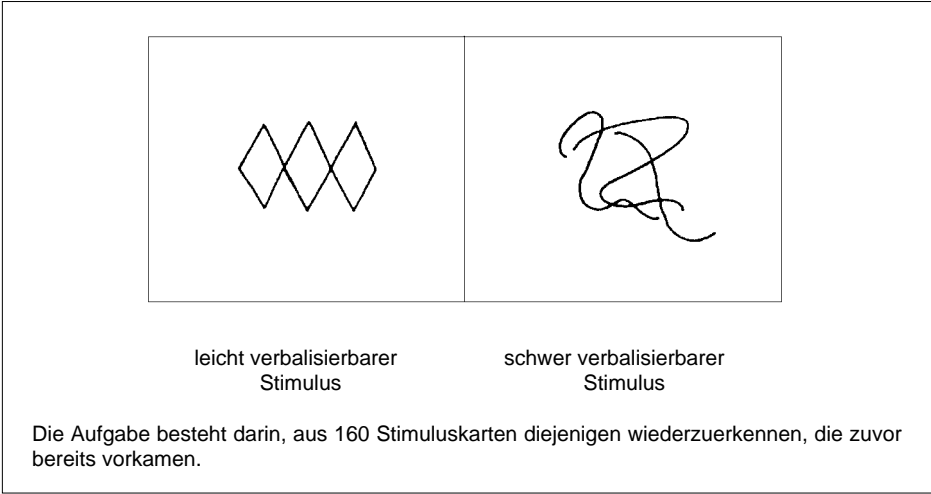 leicht verbalisierbarer
Stimulus
schwer verbalisierbarer
Stimulus
Die Aufgabe besteht darin, aus 160 Stimuluskarten diejenigen wiederzuerkennen, die zuvor
bereits vorkamen.